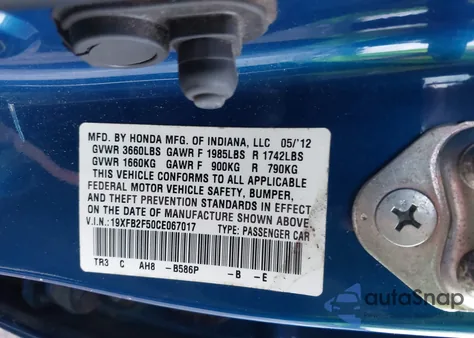 MFD. BY HONDA MFG. OF INDIANA, LLC 05/'12
GVWR 3660LBS GAWR F 1985LBS R 1742LBS
GVWR 1660KG GAWR F 900KG R 790KG
THIS VEHICLE CONFORMS TO ALL APPLICABLE
FEDERAL MOTOR VEHICLE SAFETY, BUMPER,
AND THEFT PREVENTION STANDARDS IN EFFECT
ON THE DATE OF MANUFACTURE SHOWN ABOVE.
V.I.N.: 19XFB2F50CE067017 TYPE: PASSENGER CAR
TR3 C AH8 -B586P -B -E
autoSnap